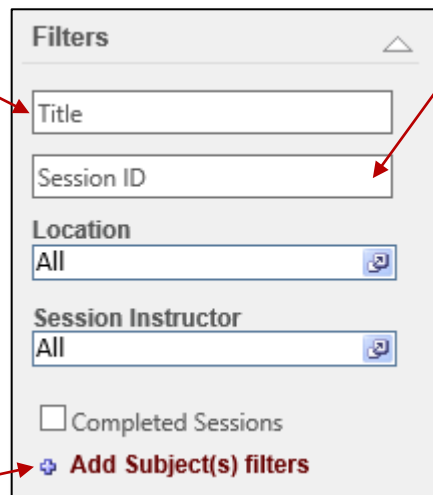 Filters
Title
Session ID
Location
All
Session Instructor
All
Completed Sessions
Add Subject(s) filters